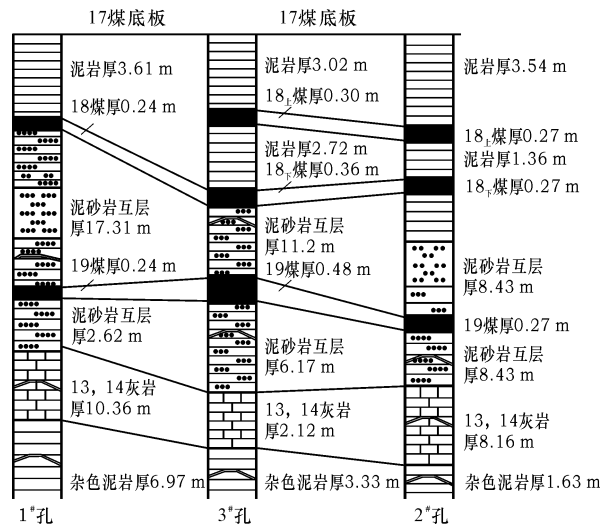 17煤底板
17煤底板
泥岩厚3.61 m
18煤厚0.24 m
泥砂岩互层
厚17.31 m
19煤厚0.24 m
泥砂岩互层
厚2.62 m
13,14灰岩
厚10.36 m
杂色泥岩厚6.97 m
1#孔
泥岩厚3.02 m
18上煤厚0.30 m
泥岩厚2.72 m
18下煤厚0.36 m
泥砂岩互层
厚11.2 m
19煤厚0.48 m
泥砂岩互层
厚6.17 m
13,14灰岩
厚2.12 m
杂色泥岩厚3.33 m
3#孔
泥岩厚3.54 m
18上煤厚0.27 m
泥岩厚1.36 m
18下煤厚0.27 m
泥砂岩互层
厚8.43 m
19煤厚0.27 m
泥砂岩互层
厚8.43 m
13,14灰岩
厚8.16 m
杂色泥岩厚1.63 m
2#孔